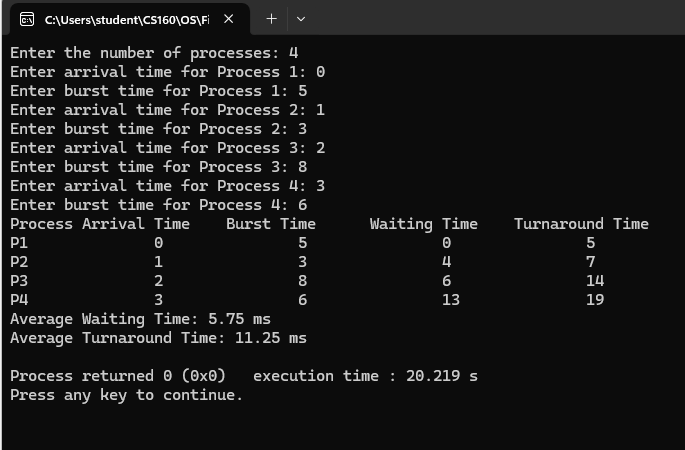 C:\Users\student\CS160\OS\Fi
Enter the number of processes: 4
Enter arrival time for Process 1: 0
Enter burst time for Process 1: 5
Enter arrival time for Process 2: 1
Enter burst time for Process 2: 3
Enter arrival time for Process 3: 2
Enter burst time for Process 3: 8
Enter arrival time for Process 4: 3
Enter burst time for Process 4: 6
Process Arrival Time    Burst Time      Waiting Time    Turnaround Time
P1              0               5               0               5
P2              1               3               4               7
P3              2               8               6               14
P4              3               6               13              19
Average Waiting Time: 5.75 ms
Average Turnaround Time: 11.25 ms
Process returned 0 (0x0)   execution time : 20.219 s
Press any key to continue.